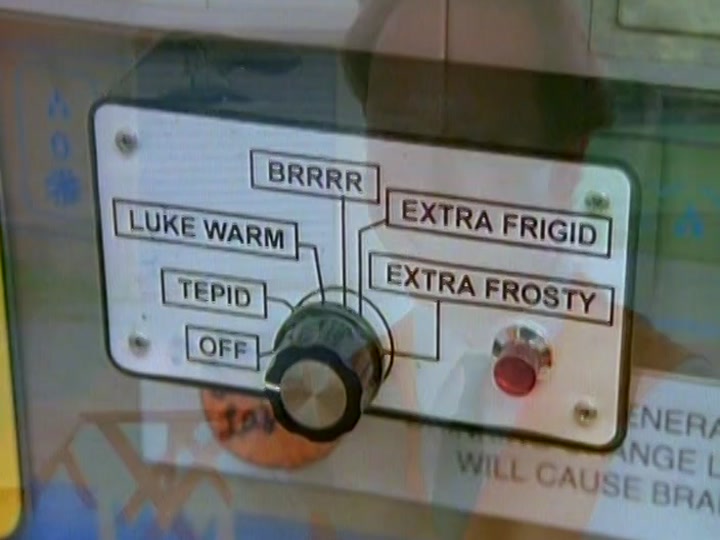 BRRRR
LUKE WARM
EXTRA FRIGID
TEPID
EXTRA FROSTY
OFF
WILL CAUSE